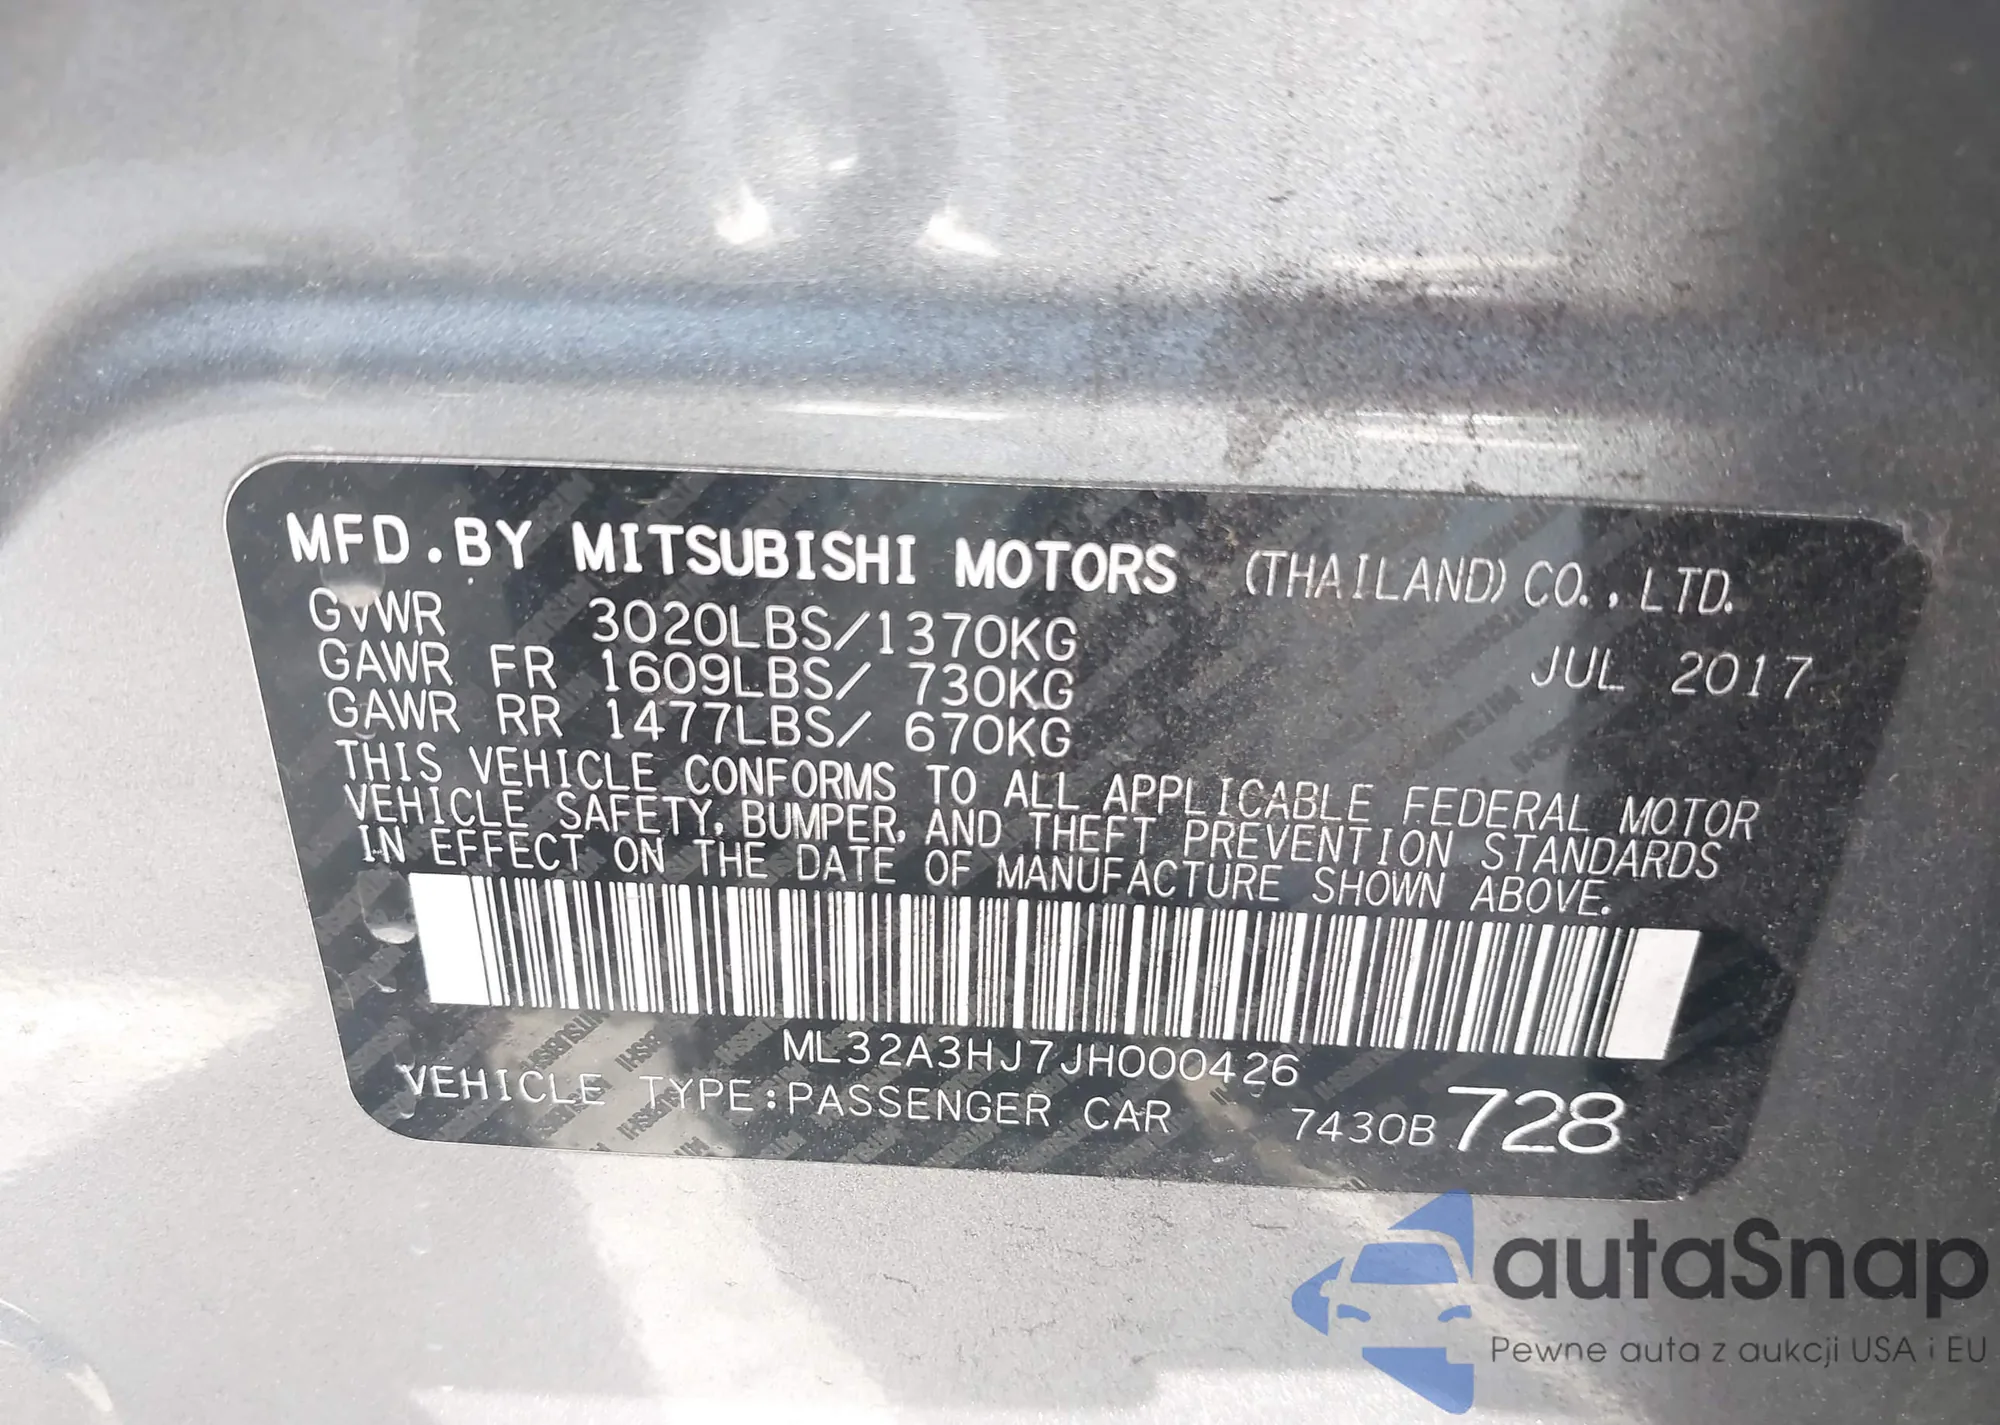 MFD.BY MITSUBISHI MOTORS (THAILAND) CO.,LTD.
GVWR 3020LBS/1370KG JUL 2017
GAWR FR 1609LBS/ 730KG
GAWR RR 1477LBS/ 670KG
THIS VEHICLE CONFORMS TO ALL APPLICABLE FEDERAL MOTOR
VEHICLE SAFETY, BUMPER, AND THEFT PREVENTION STANDARDS
IN EFFECT ON THE DATE OF MANUFACTURE SHOWN ABOVE.
ML32A3HJ7JH000426
VEHICLE TYPE:PASSENGER CAR 7430B 728
autaSnap
Pewne auta z aukcji USA i EU